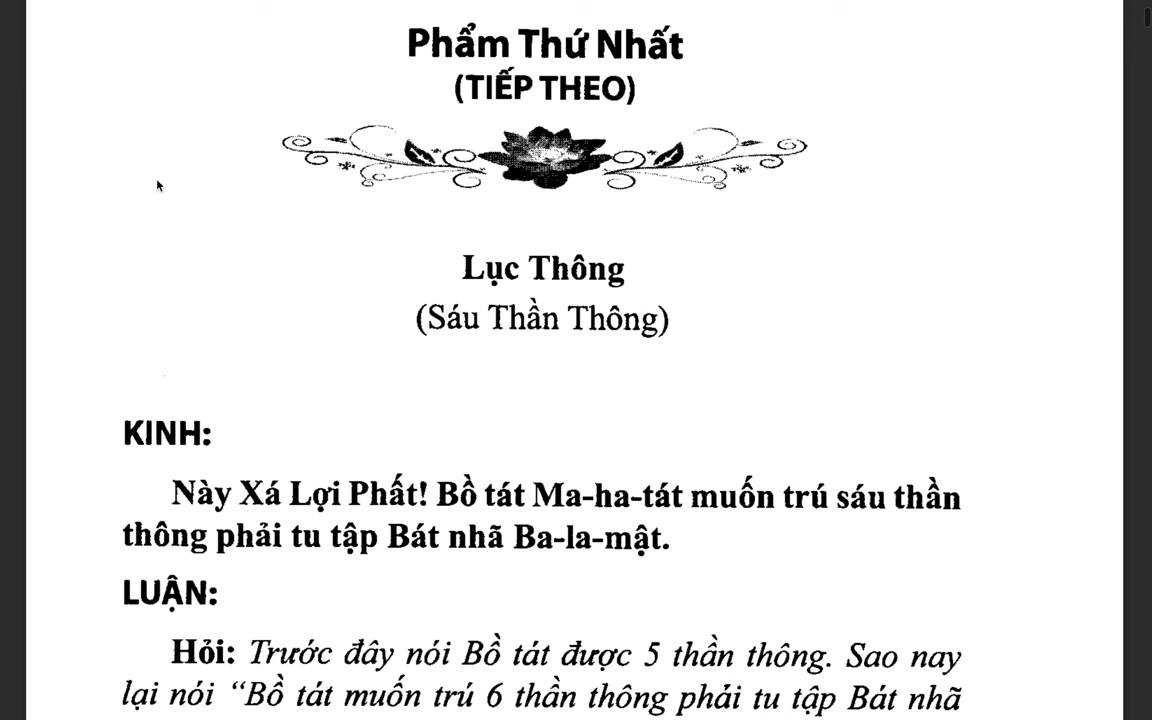 Phẩm Thứ Nhất
(TIẾP THEO)
Lục Thông
(Sáu Thần Thông)
KINH:
Này Xá Lợi Phất! Bồ tát Ma-ha-tát muốn trú sáu thần
thông phải tu tập Bát nhã Ba-la-mật.
LUẬN:
Hỏi: Trước đây nói Bồ tát được 5 thần thông. Sao nay
lại nói “Bồ tát muốn trú 6 thần thông phải tu tập Bát nhã